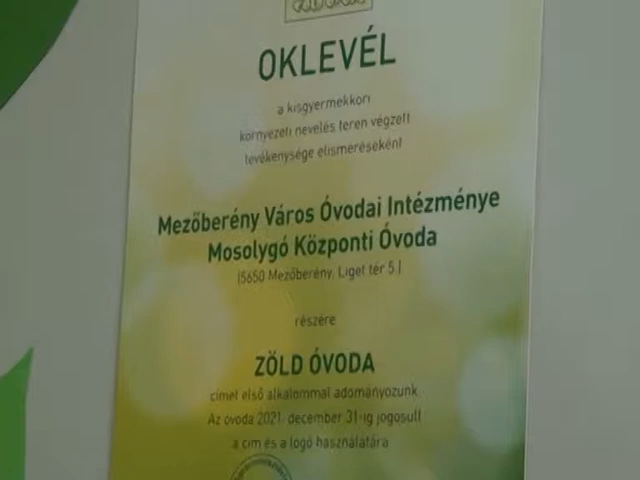 OKLEVÉL
a kisgyermekkori
környezeti nevelés terén végzett
tevékenysége elismeréseként
Mezőberény Város Óvodai Intézménye
Mosolygó Központi Óvoda
(5650 Mezőberény, Liget tér 5.)
részére
ZÖLD ÓVODA
címet első alkalommal adományozunk.
Az óvoda 2021. december 31-ig jogosult
a cím és a logó használatára